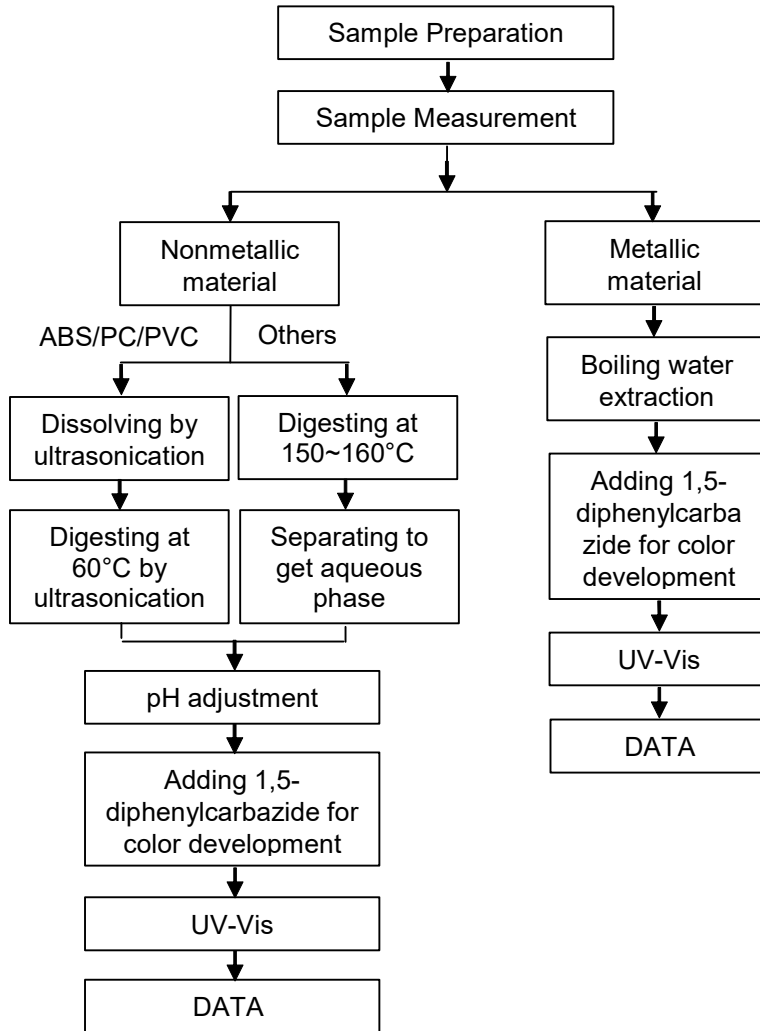 Sample Preparation
Sample Measurement
Nonmetallic
material
ABS/PC/PVC
Others
Dissolving by
ultrasonication
Digesting at
150~160°C
Digesting at
60°C by
ultrasonication
Separating to
get aqueous
phase
pH adjustment
Adding 1,5-
diphenylcarbazide for
color development
UV-Vis
DATA
Metallic
material
Boiling water
extraction
Adding 1,5-
diphenylcarba
zide for color
development
UV-Vis
DATA